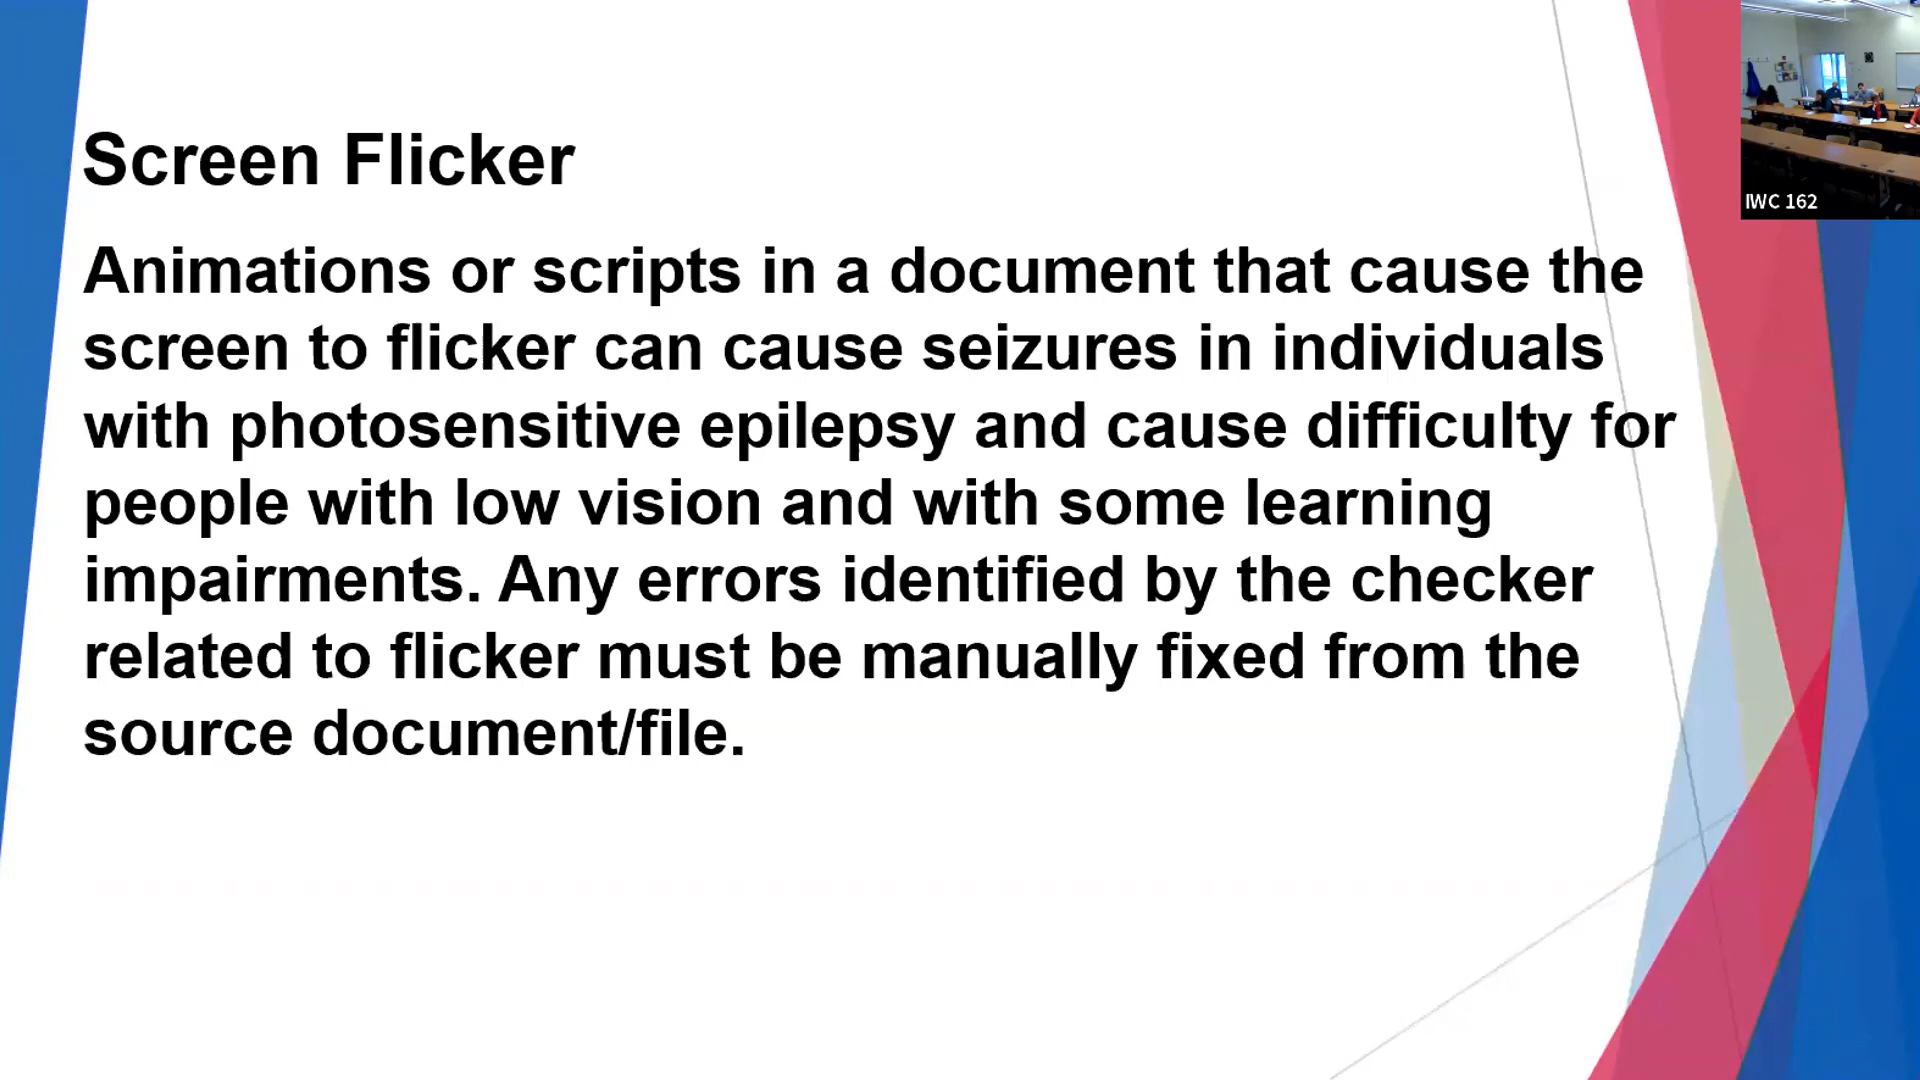 Screen Flicker
Animations or scripts in a document that cause the
screen to flicker can cause seizures in individuals
with photosensitive epilepsy and cause difficulty for
people with low vision and with some learning
impairments. Any errors identified by the checker
related to flicker must be manually fixed from the
source document/file.
IWC 162